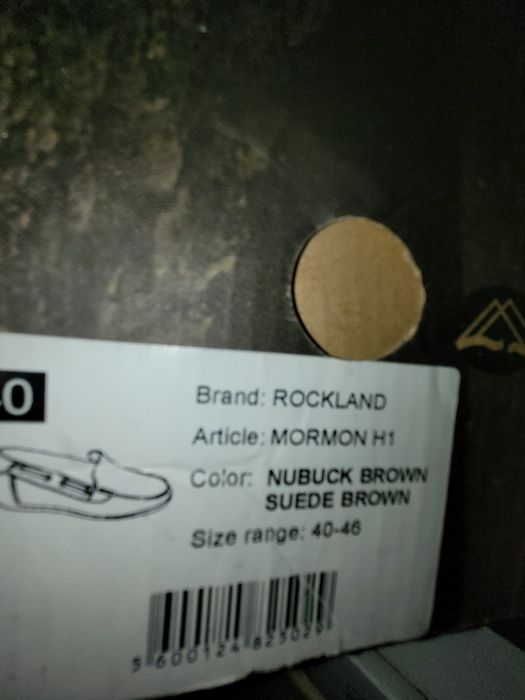 Brand: ROCKLAND
Article: MORMON H1
Color: NUBUCK BROWN
SUEDE BROWN
Size range: 40-46